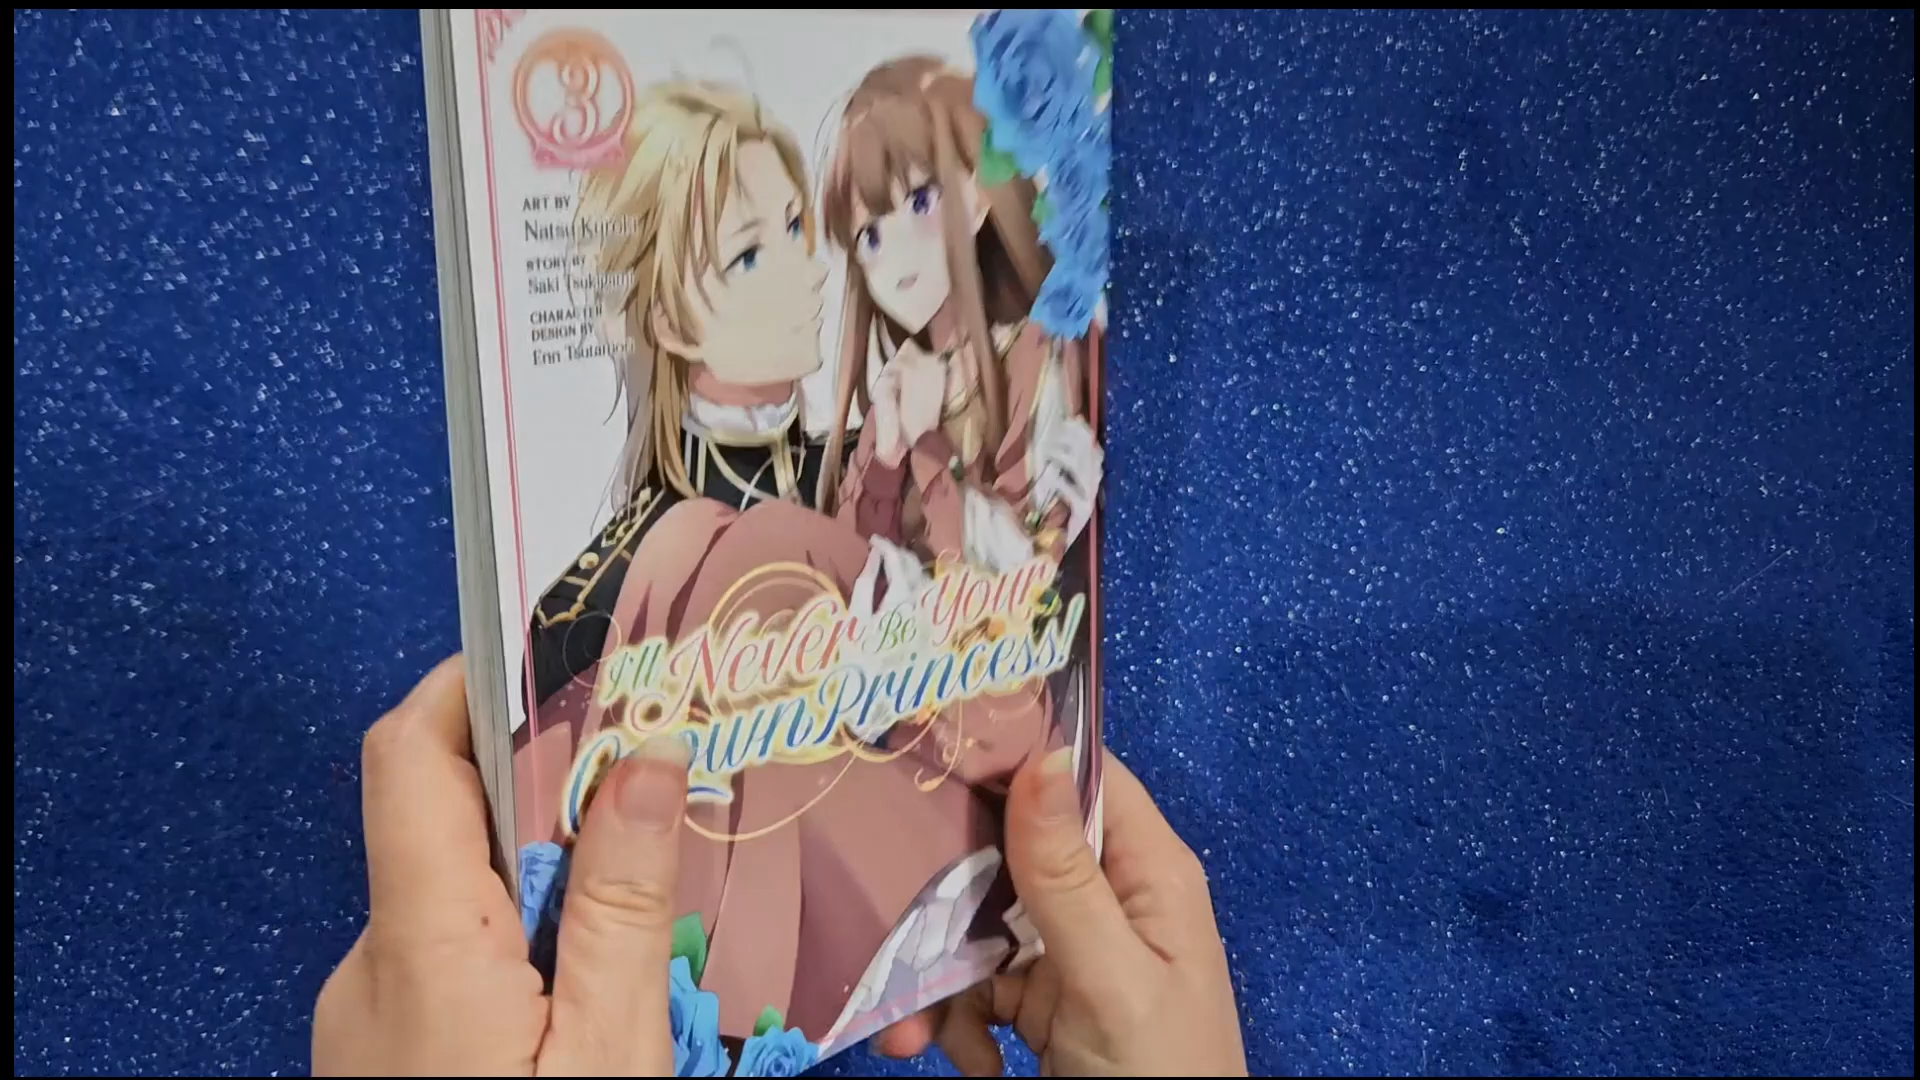 3
ART BY
Natsu Kuroki
STORY BY
Saki Tsukigami
CHARACTER
DESIGN BY
Enn Tsutamori
I'll Never Be Your
Crown Princess!